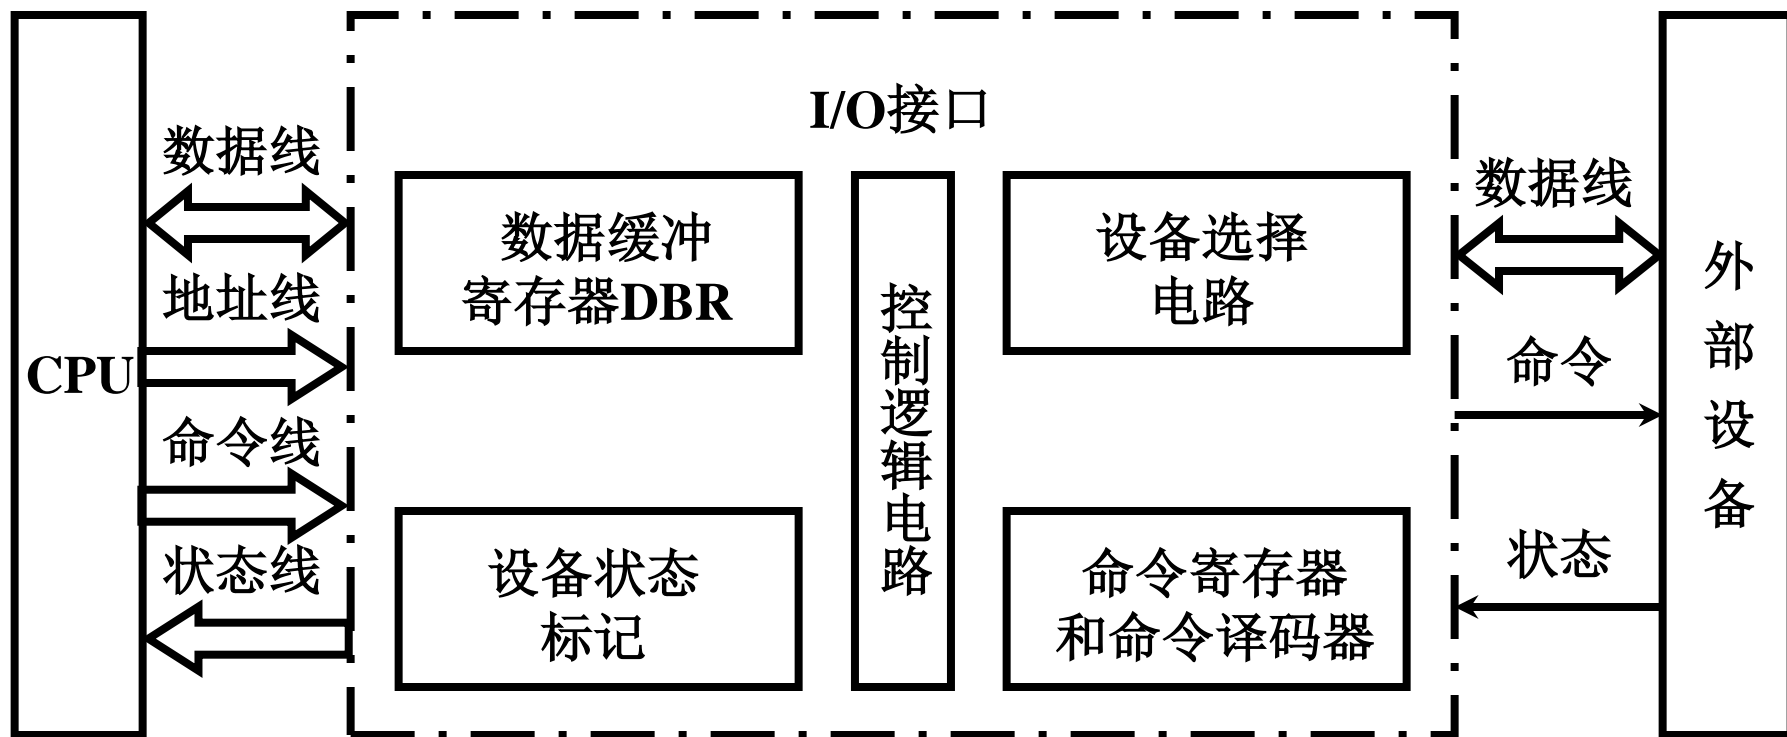 I/O接口
数据线
地址线
CPU
命令线
状态线
数据缓冲
寄存器DBR
设备状态
标记
控制逻辑电路
设备选择
电路
命令寄存器
和命令译码器
数据线
命令
状态
外部设备